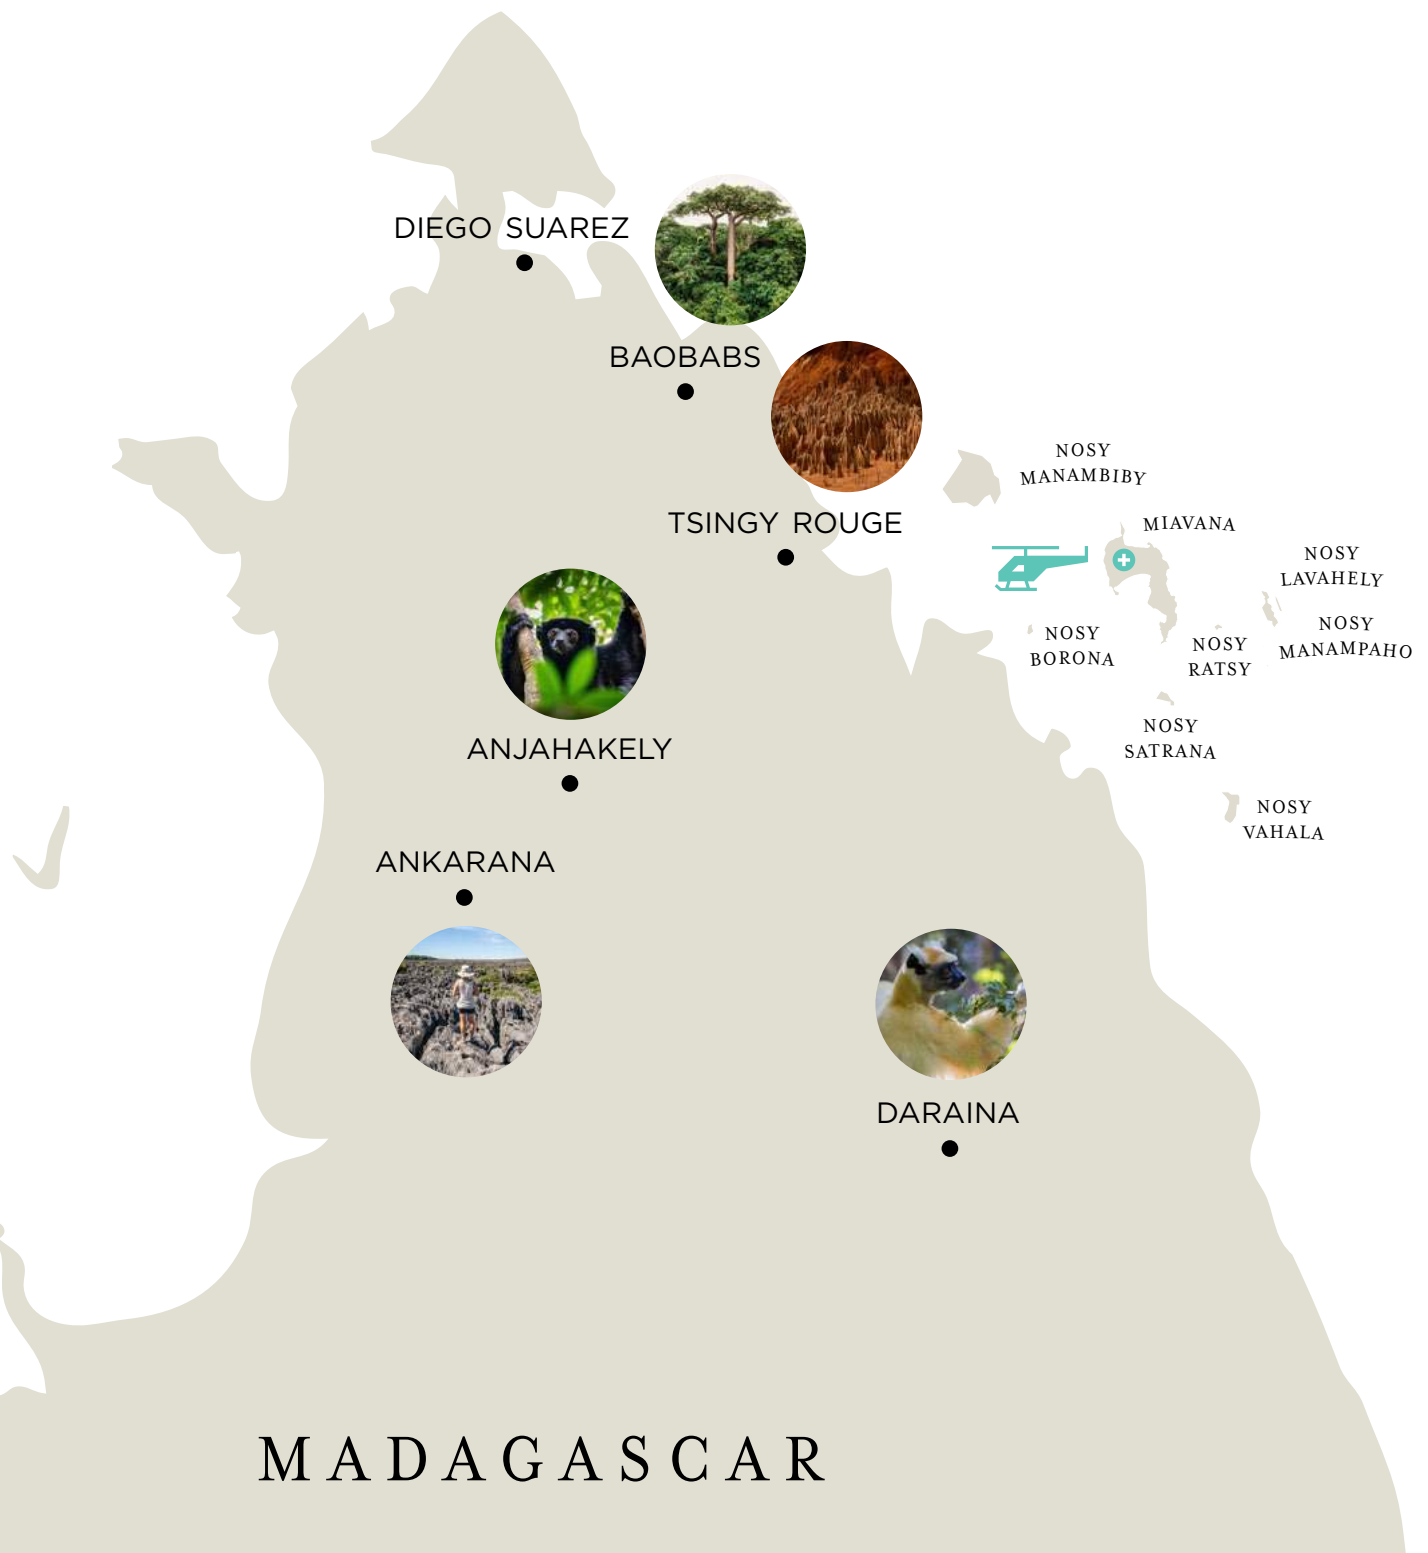 DIEGO SUAREZ
BAOBABS
TSINGY ROUGE
NOSY
MANAMBIBY
MIAVANA
NOSY
LAVAHELY
NOSY
MANAMPAHO
NOSY
BORONA
NOSY
RATSY
NOSY
SATRANA
ANJAHAKELY
NOSY
VAHALA
ANKARANA
DARAINA
MADAGASCAR